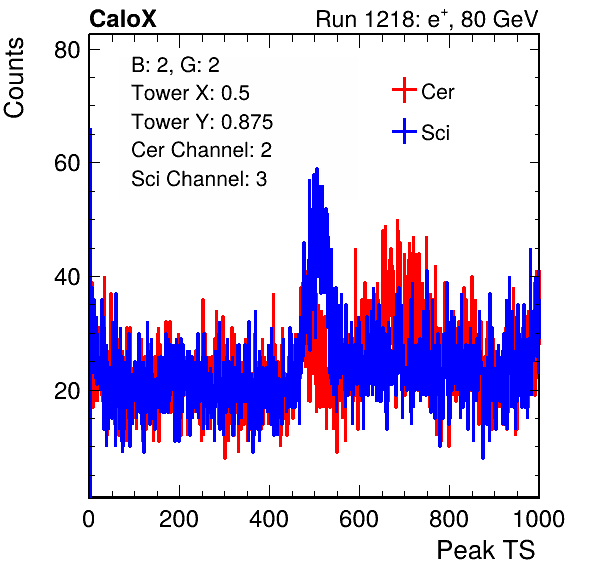 CaloX Run 1218: e⁺, 80 GeV
Counts
80
60
40
20
B: 2, G: 2
Tower X: 0.5
Tower Y: 0.875
Cer Channel: 2
Sci Channel: 3
Cer
Sci
0 200 400 600 800 1000
Peak TS